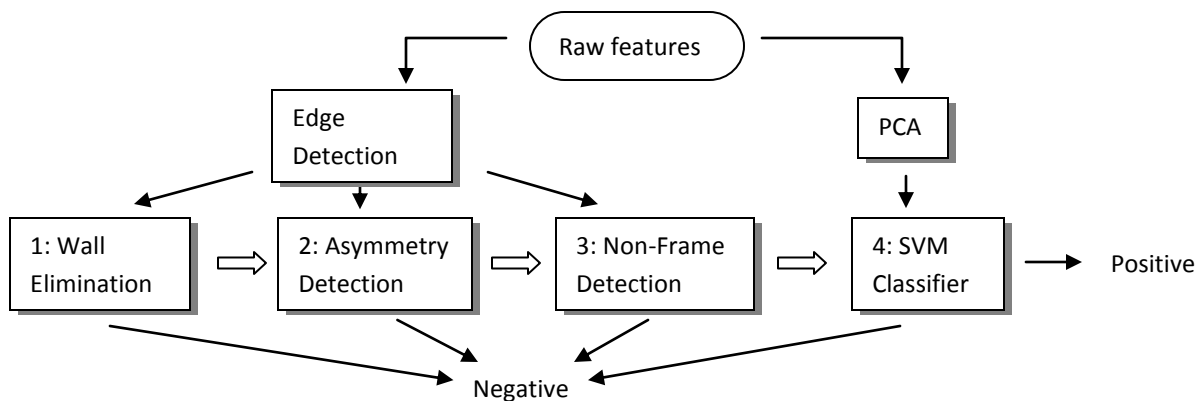 Raw features
Edge
Detection
PCA
1: Wall
Elimination
2: Asymmetry
Detection
3: Non-Frame
Detection
4: SVM
Classifier
Positive
Negative